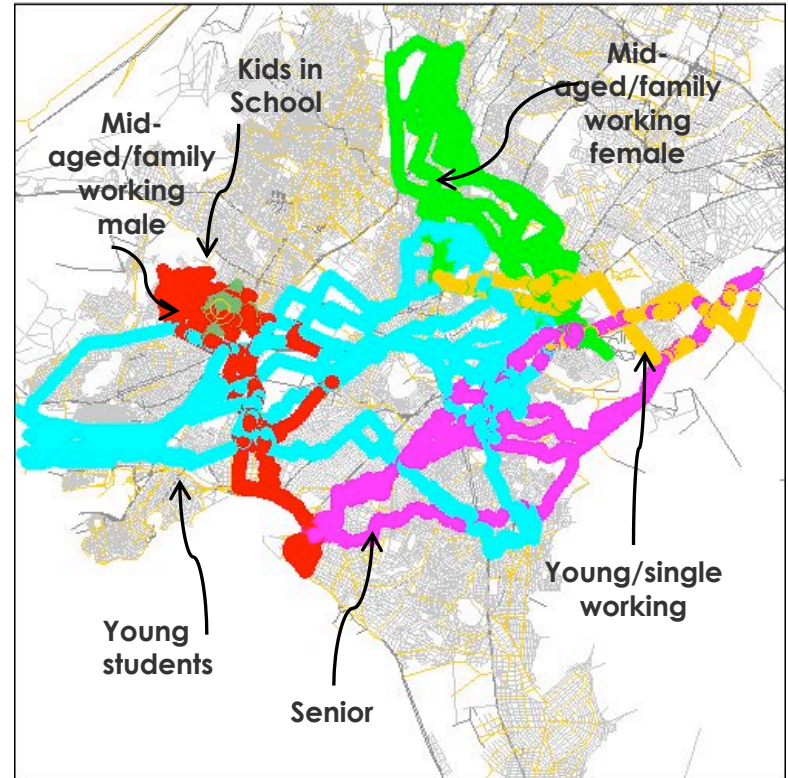 Kids in
School
Mid-
aged/family
working
male
Mid-
aged/family
working
female
Young
students
Senior
Young/single
working